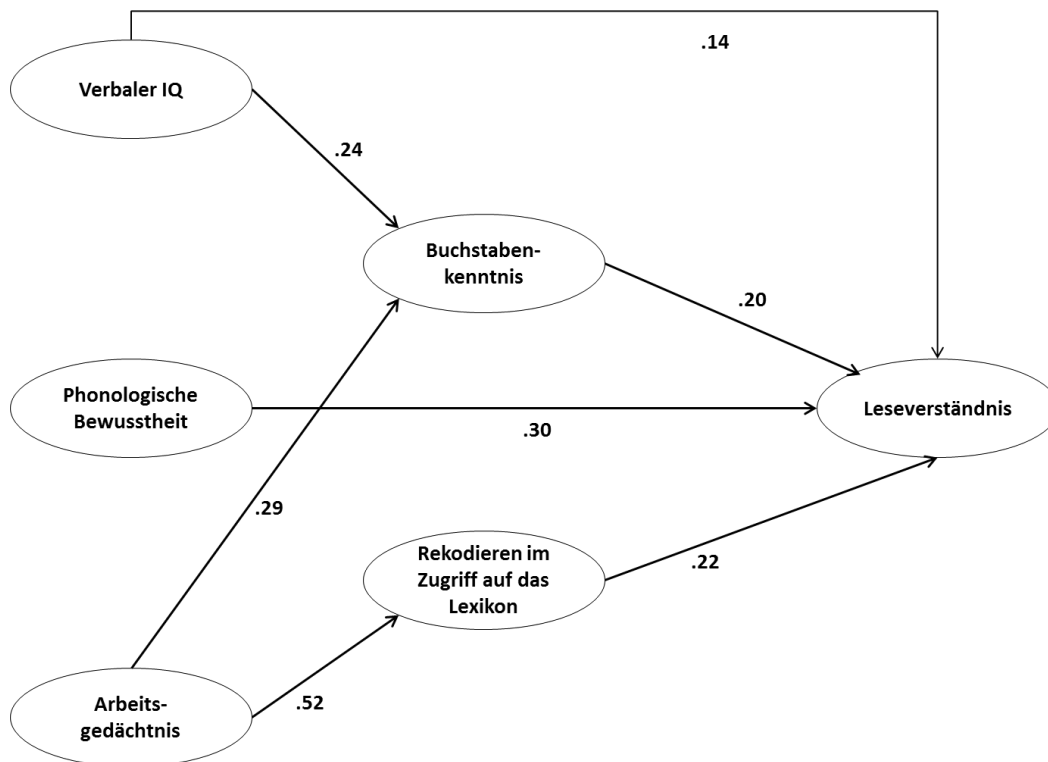 .14
Verbaler IQ
.24
Buchstaben-
kenntnis
.20
Phonologische
Bewusstheit
.30
Leseverständnis
.29
Rekodieren im
Zugriff auf das
Lexikon
.22
Arbeits-
gedächtnis
.52